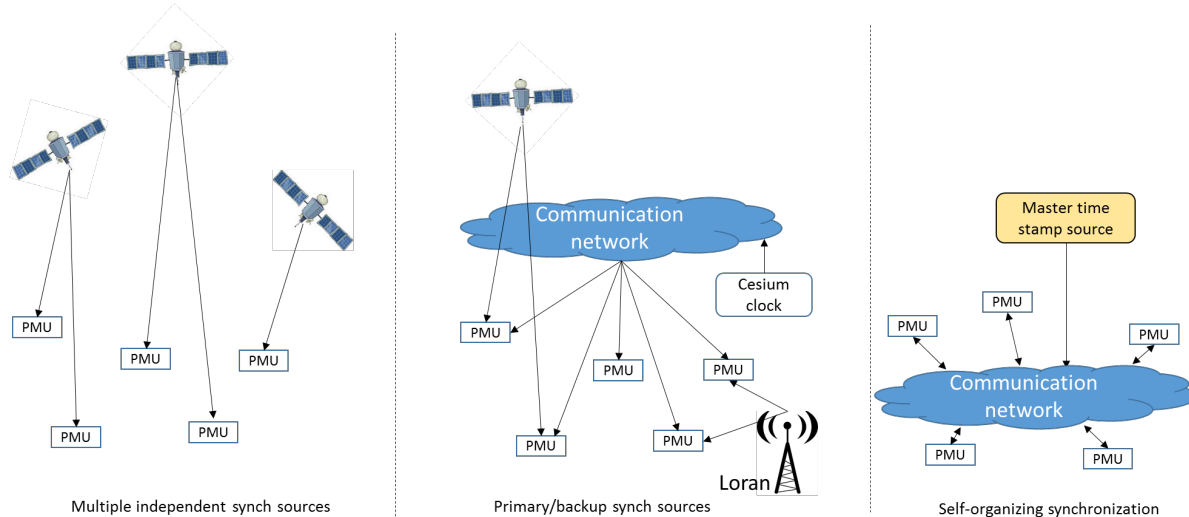 PMU
PMU
PMU
PMU
PMU
Multiple independent synch sources
Communication
network
Cesium
clock
PMU
PMU
PMU
PMU
PMU
Loran
Primary/backup synch sources
Master time
stamp source
PMU
PMU
PMU
Communication
network
PMU
PMU
Self-organizing synchronization